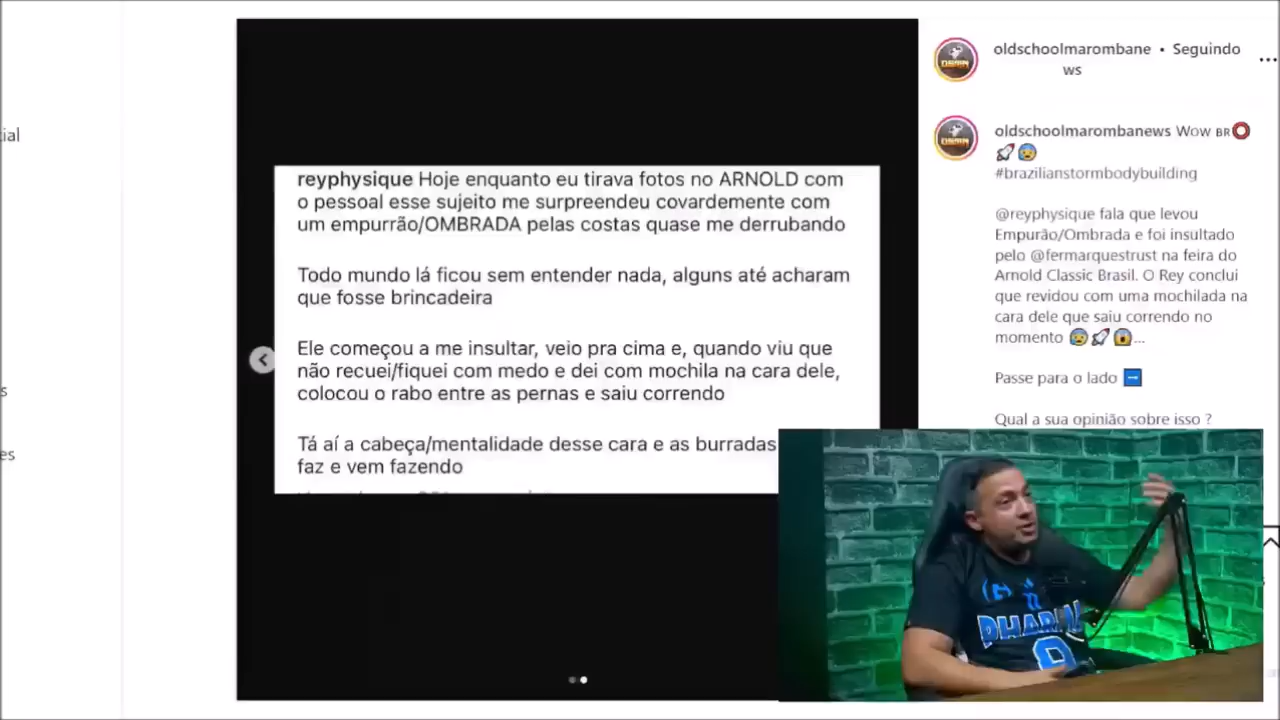 reyphysique Hoje enquanto eu tirava fotos no ARNOLD com
o pessoal esse sujeito me surpreendeu covardemente com
um empurrão/OMBRADA pelas costas quase me derrubando
Todo mundo lá ficou sem entender nada, alguns até acharam
que fosse brincadeira
Ele começou a me insultar, veio pra cima e, quando viu que
não recuei/fiquei com medo e dei com mochila na cara dele,
colocou o rabo entre as pernas e saiu correndo
Tá aí a cabeça/mentalidade desse cara e as burradas
faz e vem fazendo
oldschoolmarombane • Seguindo
ws
oldschoolmarombanews Wow BR⭕
🚀😰
#brazilianstormbodybuilding
@reyphysique fala que levou
Empurão/Ombrada e foi insultado
pelo @fermarquestrust na feira do
Arnold Classic Brasil. O Rey conclui
que revidou com uma mochilada na
cara dele que saiu correndo no
momento 😰🚀😱...
Passe para o lado ➡️
Qual a sua opinião sobre isso ?
ial
s
es